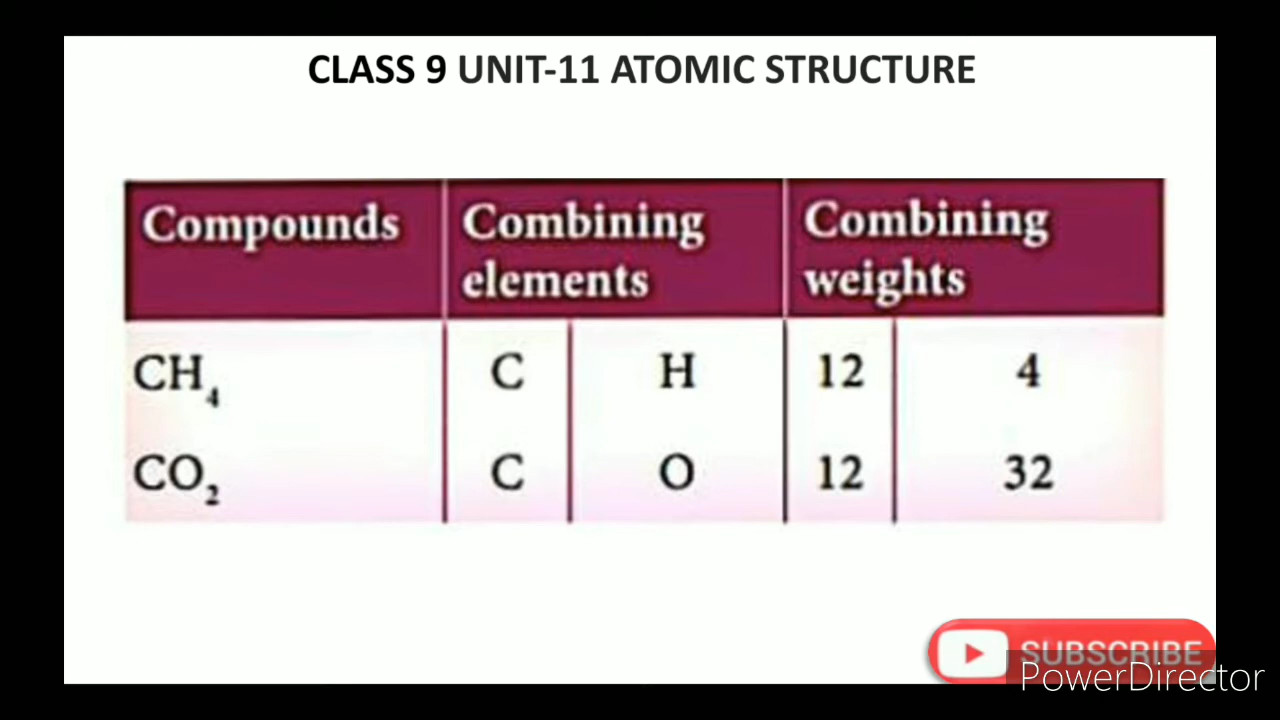 CLASS 9 UNIT-11 ATOMIC STRUCTURE
Compounds Combining elements Combining weights
CH₄ C H 12 4
CO₂ C O 12 32
SUBSCRIBE
PowerDirector